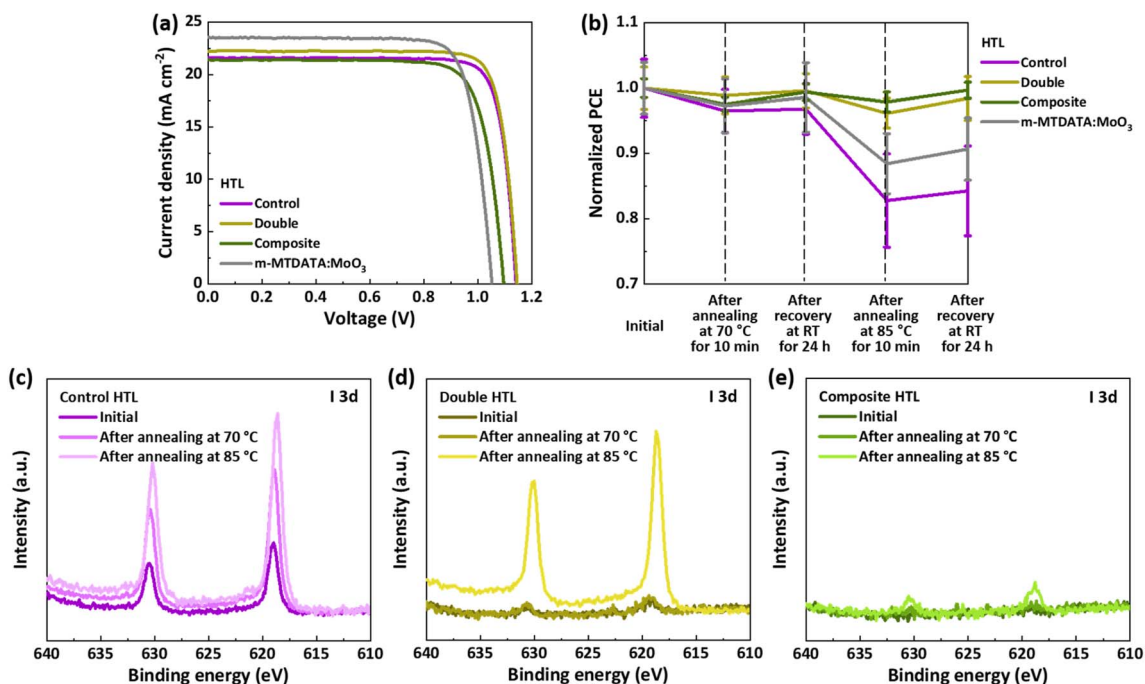 (a)
Current density (mA cm⁻²)
25
20
15
10
5
0
HTL
Control
Double
Composite
m-MTDATA:MoO₃
0.0 0.2 0.4 0.6 0.8 1.0 1.2
Voltage (V)
(b)
Normalized PCE
1.1
1.0
0.9
0.8
0.7
HTL
Control
Double
Composite
m-MTDATA:MoO₃
Initial
After
annealing
at 70 °C
for 10 min
After
recovery
at RT
for 24 h
After
annealing
at 85 °C
for 10 min
After
recovery
at RT
for 24 h
(c)
Control HTL
I 3d
Initial
After annealing at 70 °C
After annealing at 85 °C
Intensity (a.u.)
640 635 630 625 620 615 610
Binding energy (eV)
(d)
Double HTL
I 3d
Initial
After annealing at 70 °C
After annealing at 85 °C
Intensity (a.u.)
640 635 630 625 620 615 610
Binding energy (eV)
(e)
Composite HTL
I 3d
Initial
After annealing at 70 °C
After annealing at 85 °C
Intensity (a.u.)
640 635 630 625 620 615 610
Binding energy (eV)